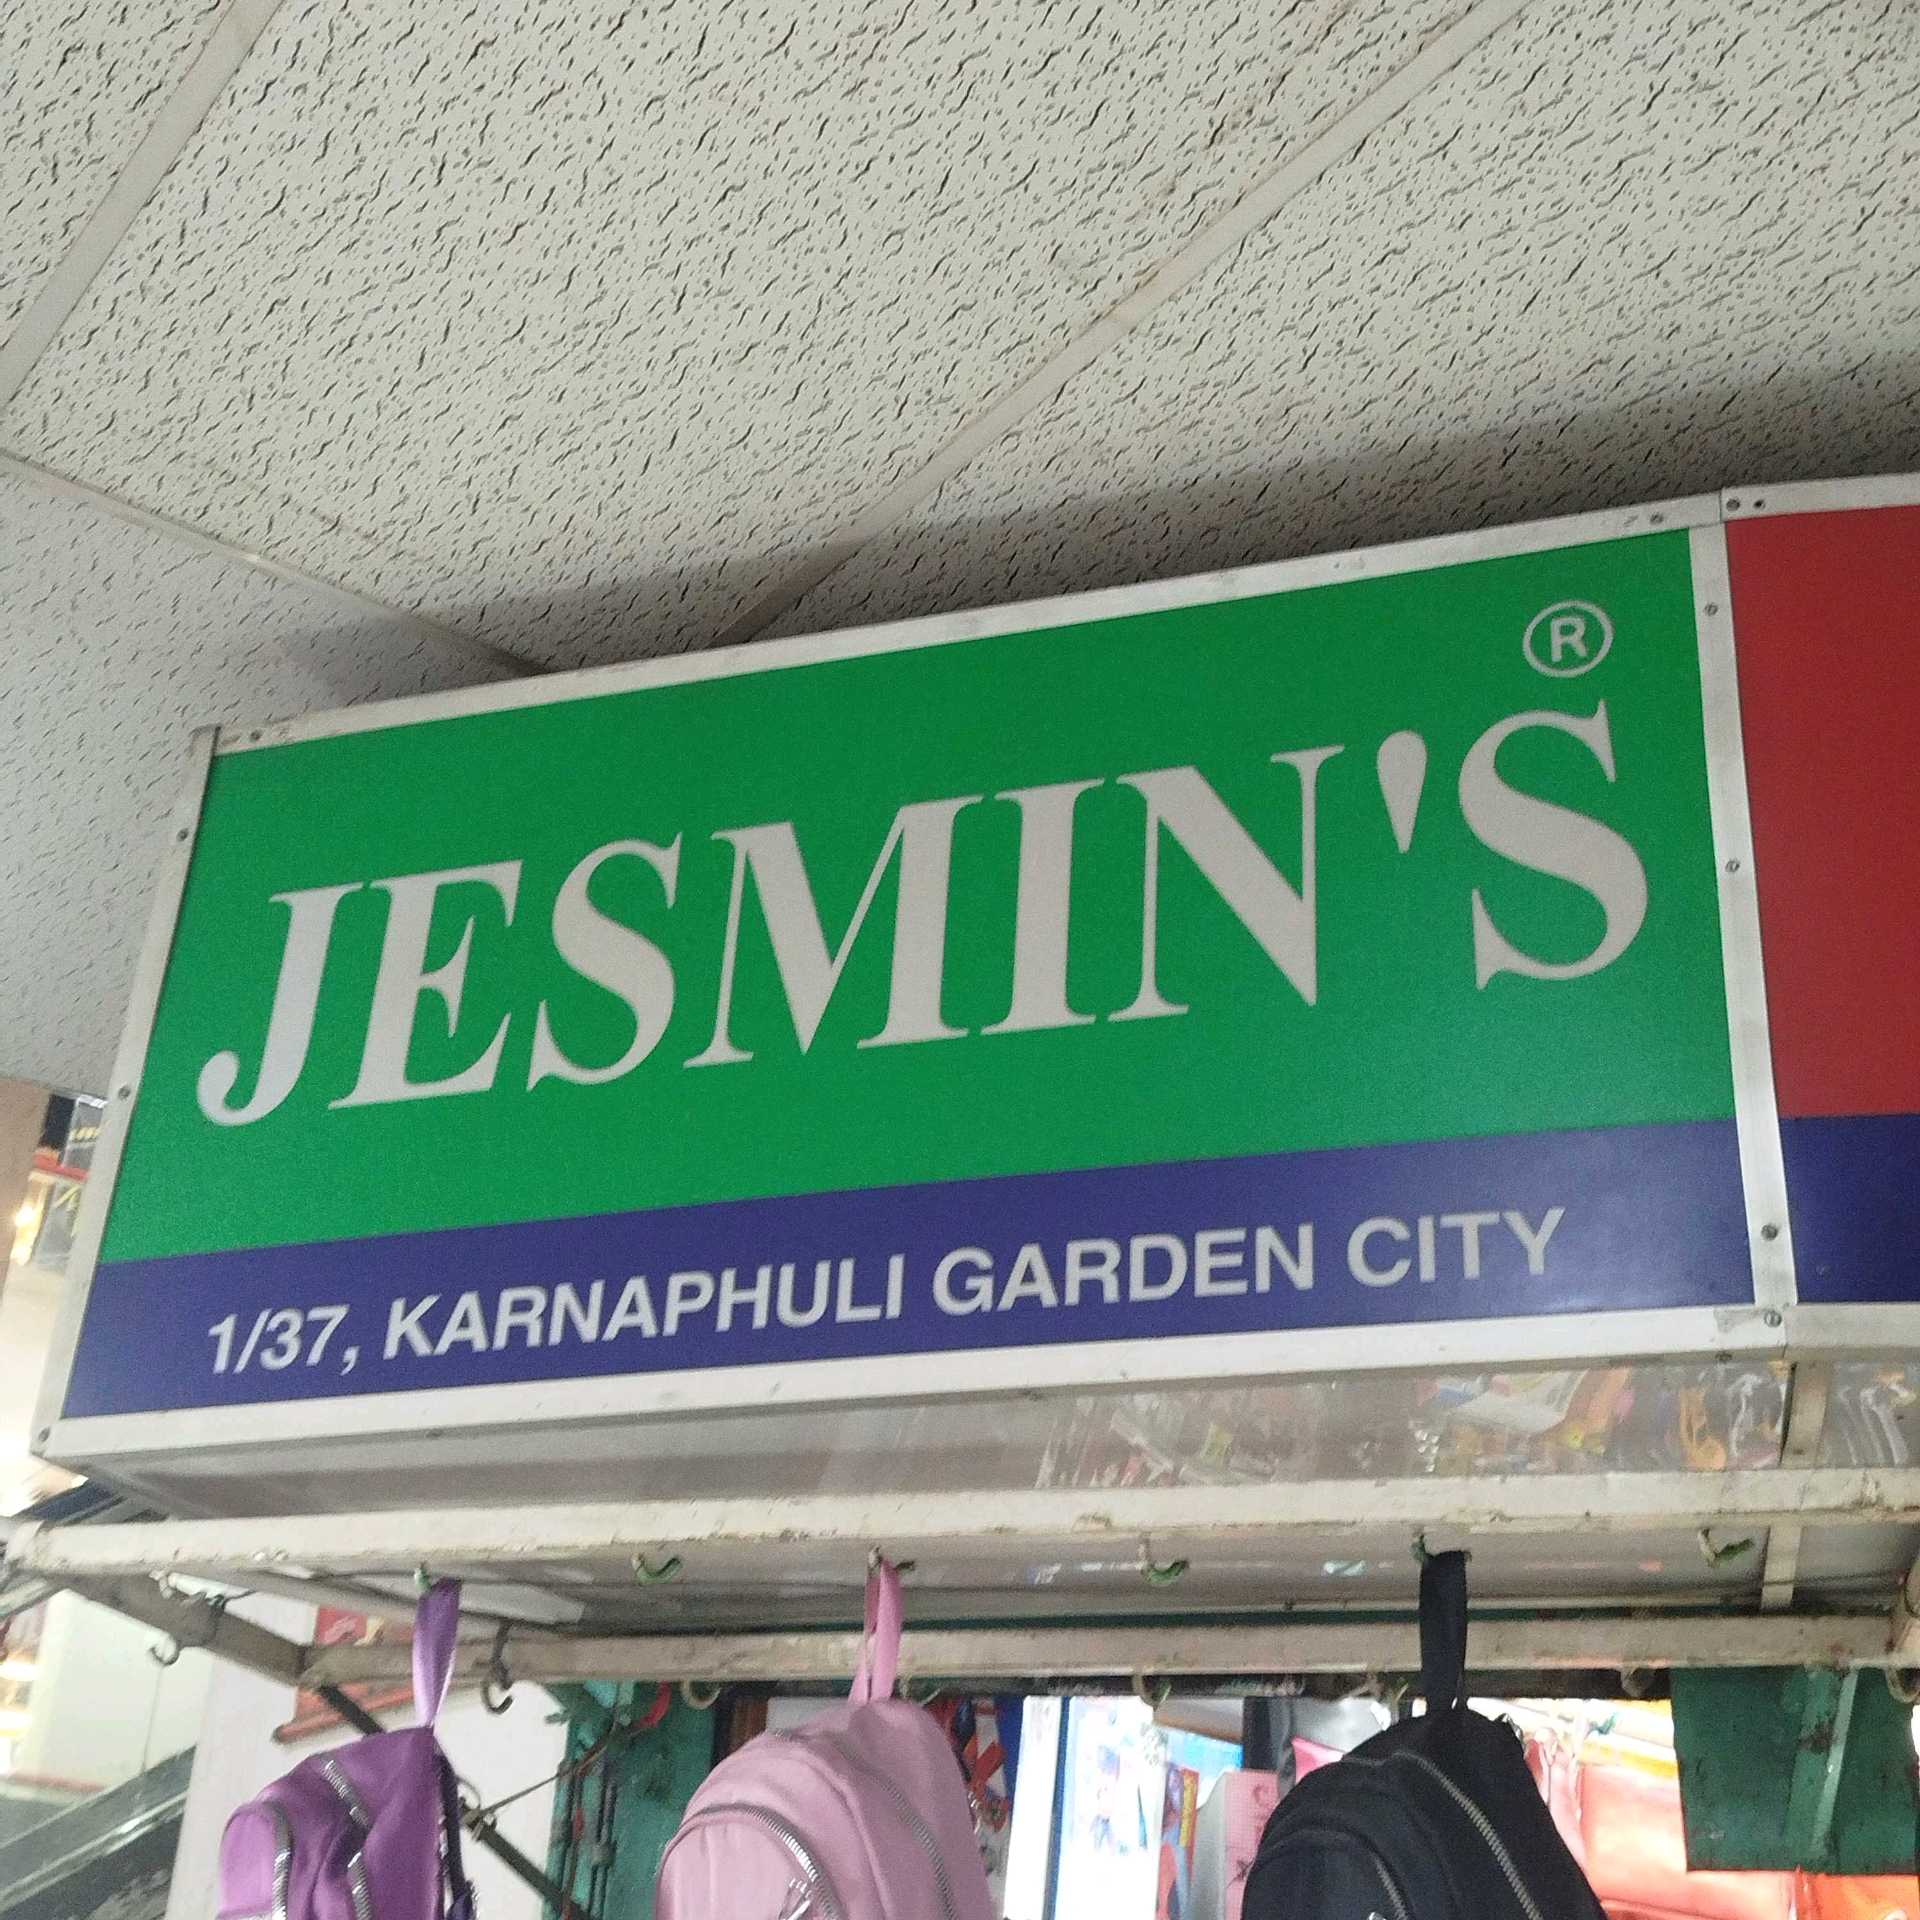 JESMIN'S®
1/37, KARNAPHULI GARDEN CITY